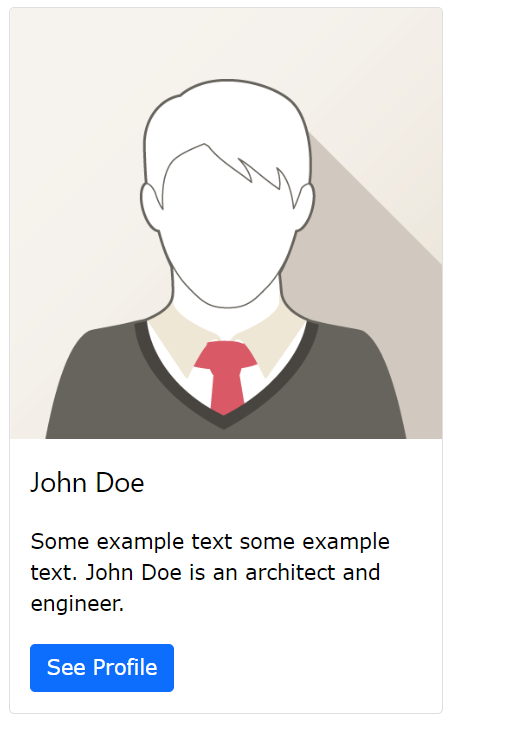 John Doe
Some example text some example
text. John Doe is an architect and
engineer.
See Profile